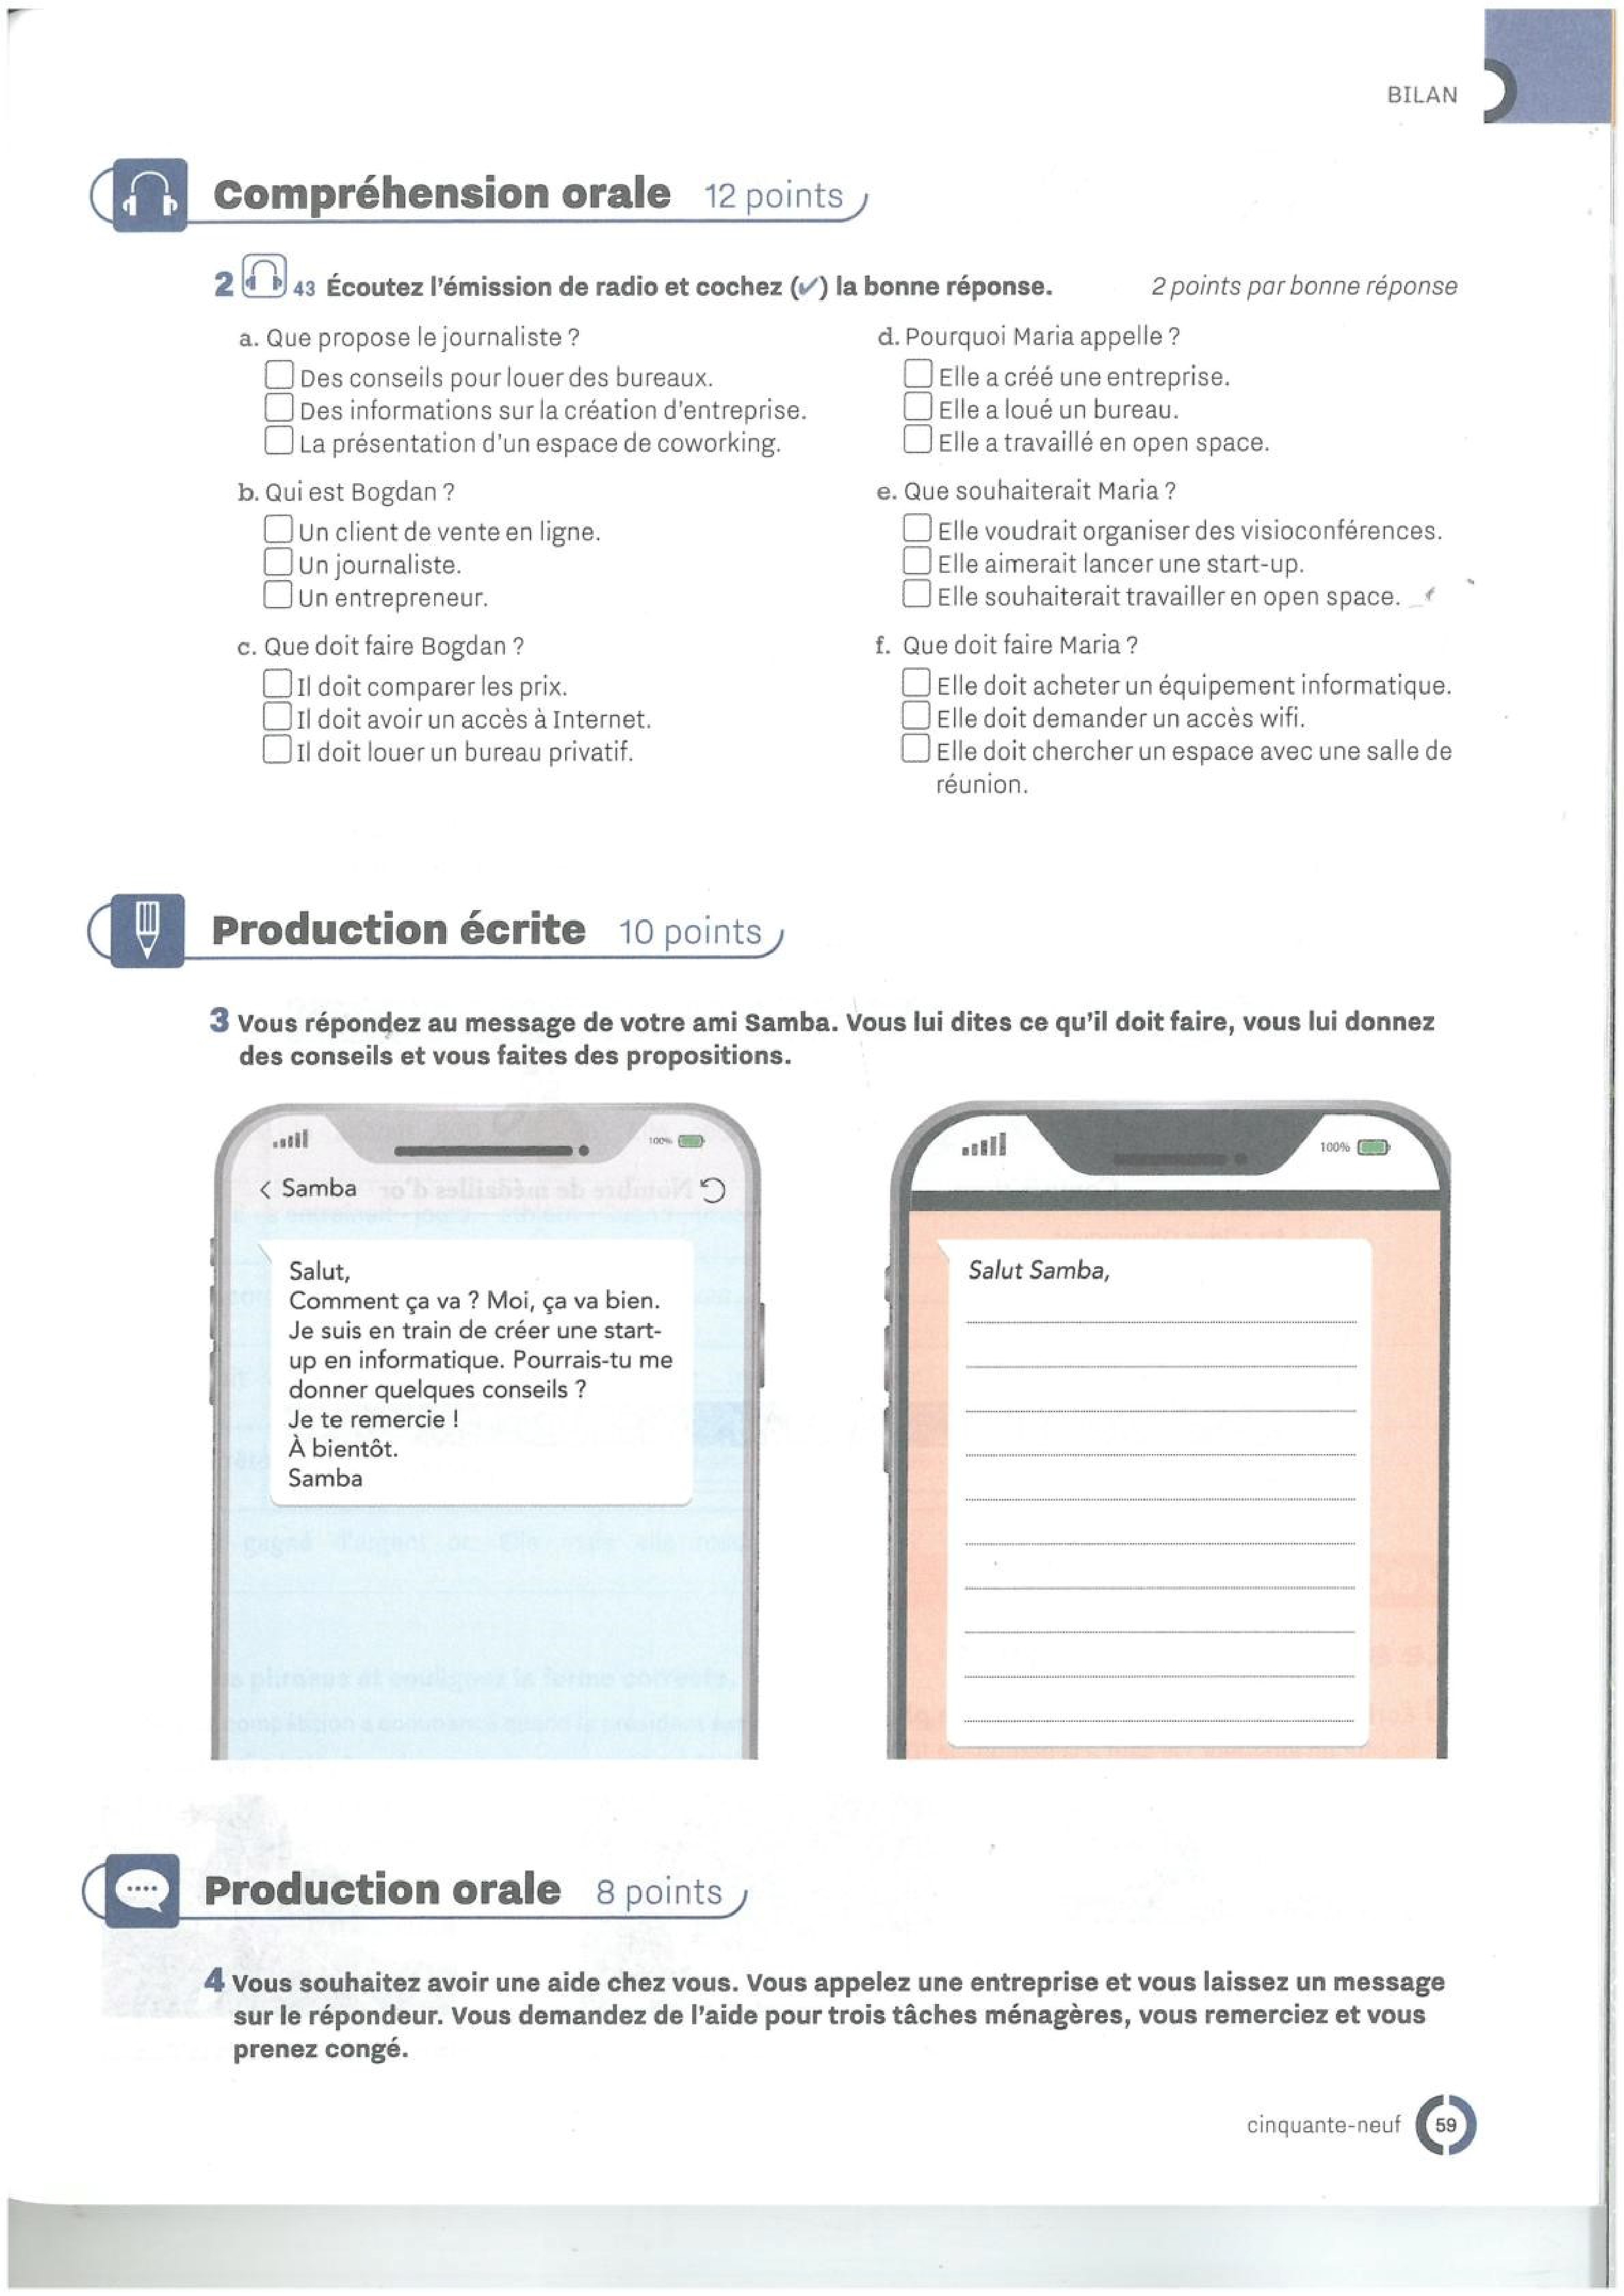 BILAN
Compréhension orale 12 points
2 43 Écoutez l'émission de radio et cochez (✔) la bonne réponse. 2 points par bonne réponse
a. Que propose le journaliste ?
Des conseils pour louer des bureaux.
Des informations sur la création d'entreprise.
La présentation d'un espace de coworking.
b. Qui est Bogdan ?
Un client de vente en ligne.
Un journaliste.
Un entrepreneur.
c. Que doit faire Bogdan ?
Il doit comparer les prix.
Il doit avoir un accès à Internet.
Il doit louer un bureau privatif.
d. Pourquoi Maria appelle ?
Elle a créé une entreprise.
Elle a loué un bureau.
Elle a travaillé en open space.
e. Que souhaiterait Maria ?
Elle voudrait organiser des visioconférences.
Elle aimerait lancer une start-up.
Elle souhaiterait travailler en open space.
f. Que doit faire Maria ?
Elle doit acheter un équipement informatique.
Elle doit demander un accès wifi.
Elle doit chercher un espace avec une salle de
réunion.
Production écrite 10 points
3 Vous répondez au message de votre ami Samba. Vous lui dites ce qu'il doit faire, vous lui donnez
des conseils et vous faites des propositions.
100%
< Samba
Salut,
Comment ça va ? Moi, ça va bien.
Je suis en train de créer une start-
up en informatique. Pourrais-tu me
donner quelques conseils ?
Je te remercie !
À bientôt.
Samba
100%
Salut Samba,
Production orale 8 points
4 Vous souhaitez avoir une aide chez vous. Vous appelez une entreprise et vous laissez un message
sur le répondeur. Vous demandez de l'aide pour trois tâches ménagères, vous remerciez et vous
prenez congé.
cinquante-neuf 59